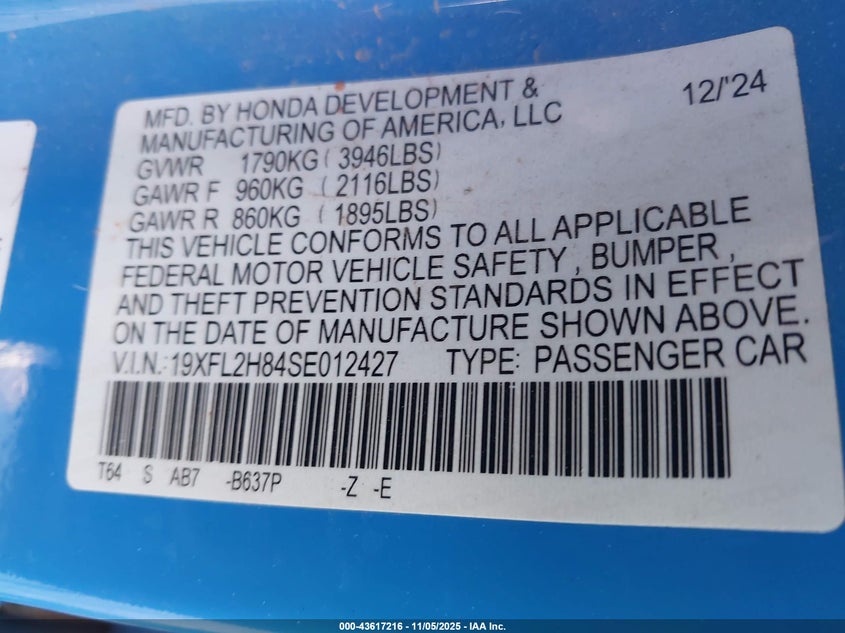 MFD. BY HONDA DEVELOPMENT & 12/'24
MANUFACTURING OF AMERICA, LLC
GVWR 1790KG ( 3946LBS)
GAWR F 960KG ( 2116LBS)
GAWR R 860KG ( 1895LBS)
THIS VEHICLE CONFORMS TO ALL APPLICABLE
FEDERAL MOTOR VEHICLE SAFETY , BUMPER ,
AND THEFT PREVENTION STANDARDS IN EFFECT
ON THE DATE OF MANUFACTURE SHOWN ABOVE.
V.I.N.: 19XFL2H84SE012427 TYPE: PASSENGER CAR
T64 S AB7 -B637P -Z -E
000-43617216 - 11/05/2025 - IAA Inc.